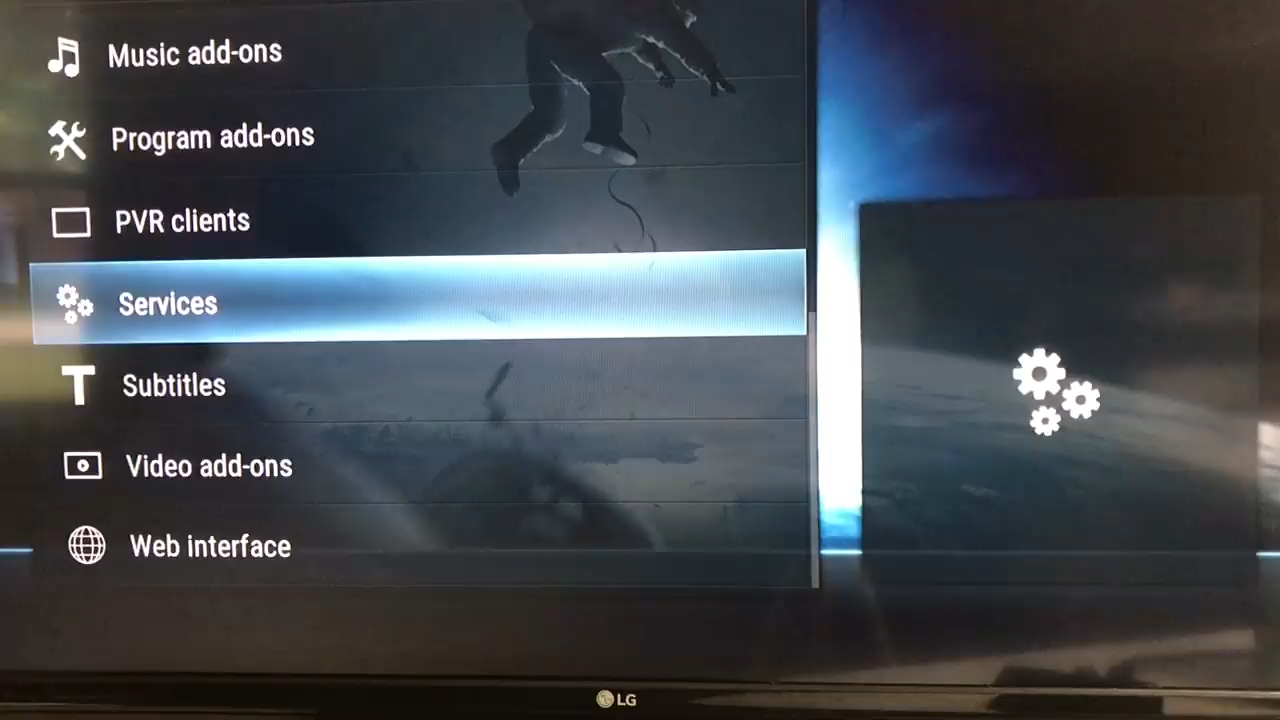 Music add-ons
Program add-ons
PVR clients
Services
Subtitles
Video add-ons
Web interface
LG